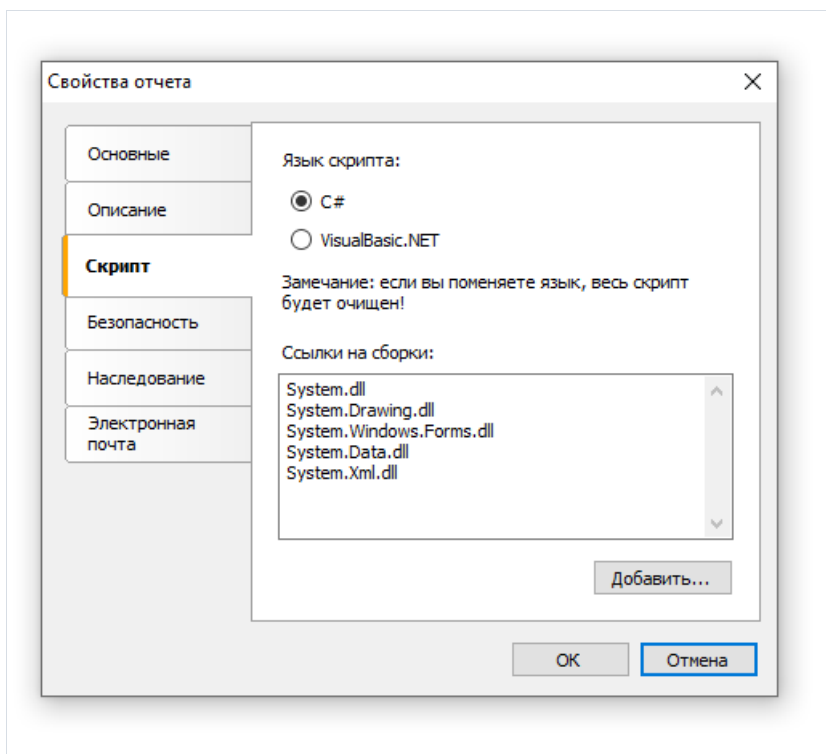 Свойства отчета
Основные
Описание
Скрипт
Безопасность
Наследование
Электронная
почта
Язык скрипта:
C#
VisualBasic.NET
Замечание: если вы поменяете язык, весь скрипт
будет очищен!
Ссылки на сборки:
System.dll
System.Drawing.dll
System.Windows.Forms.dll
System.Data.dll
System.Xml.dll
Добавить...
OK
Отмена